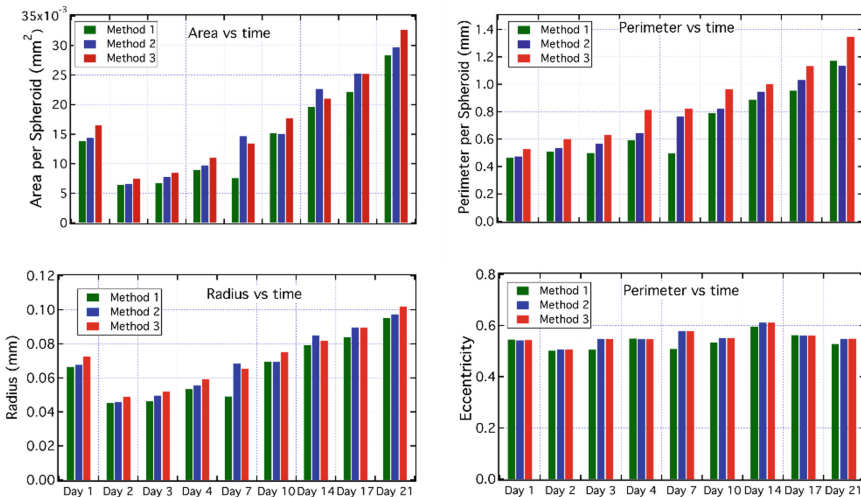 35x10⁻³
Area vs time
Method 1
Method 2
Method 3
Area per Spheroid (mm²)
30
25
20
15
10
5
0
Perimeter vs time
Method 1
Method 2
Method 3
Perimeter per Spheroid (mm)
1.4
1.2
1.0
0.8
0.6
0.4
0.2
0.0
Radius vs time
Method 1
Method 2
Method 3
Radius (mm)
0.12
0.10
0.08
0.06
0.04
0.02
0.00
Day 1 Day 2 Day 3 Day 4 Day 7 Day 10 Day 14 Day 17 Day 21
Perimeter vs time
Method 1
Method 2
Method 3
Eccentricity
0.8
0.6
0.4
0.2
0.0
Day 1 Day 2 Day 3 Day 4 Day 7 Day 10 Day 14 Day 17 Day 21